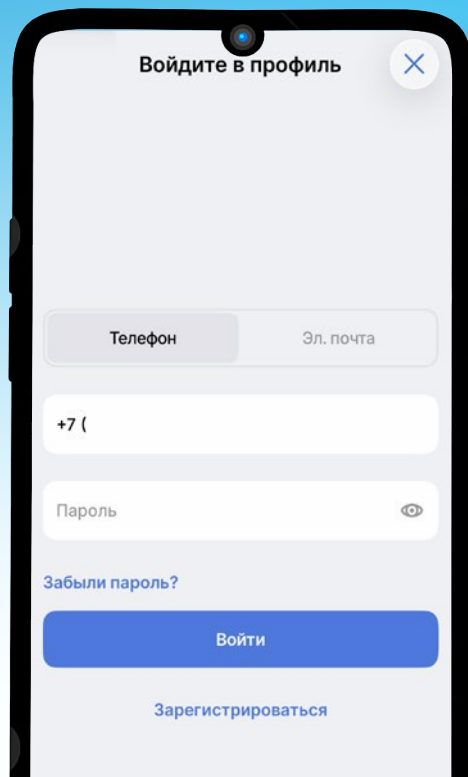 Войдите в профиль
Телефон
Эл. почта
+7 (
Пароль
Забыли пароль?
Войти
Зарегистрироваться